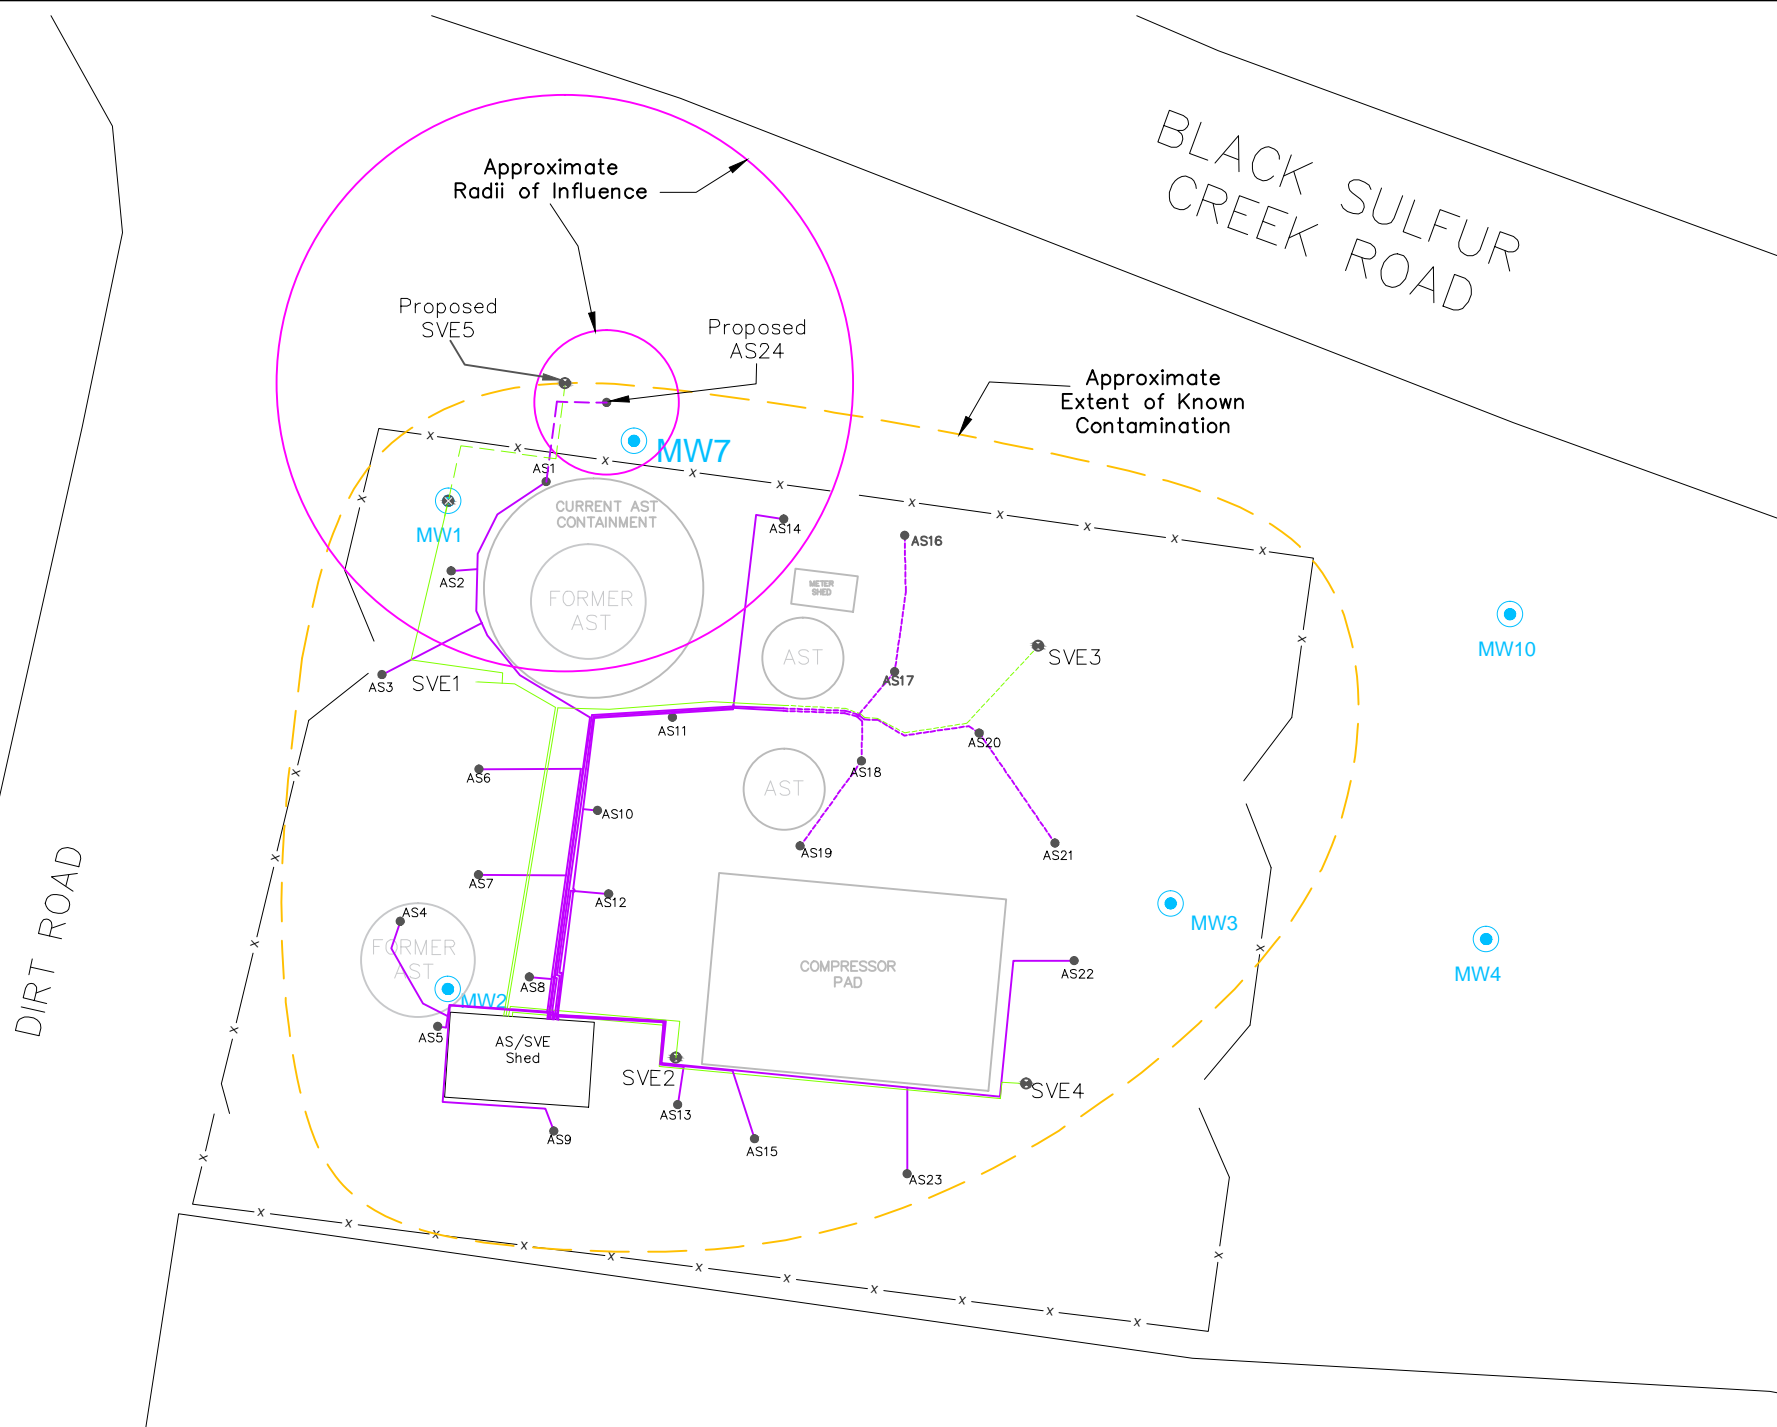 BLACK SULFUR
CREEK ROAD
Approximate
Radii of Influence
Proposed
SVE5
Proposed
AS24
Approximate
Extent of Known
Contamination
MW7
AS1
CURRENT AST
CONTAINMENT
AS14
MW1
AS16
AS2
METER
SHED
FORMER
AST
MW10
AST
SVE3
AS3
SVE1
AS17
AS11
AS20
AS6
AS18
AST
AS10
AS19
AS21
AS7
AS12
AS4
MW3
FORMER
AST
COMPRESSOR
PAD
AS22
MW4
AS8
MW2
DIRT ROAD
AS5
AS/SVE
Shed
SVE2
SVE4
AS13
AS9
AS15
AS23